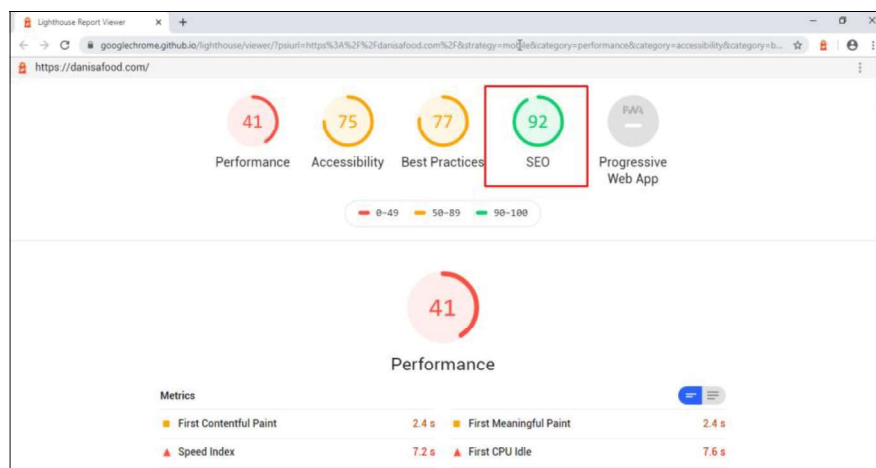 Lighthouse Report Viewer
googlechrome.github.io/lighthouse/viewer/?psiurl=https%3A%2F%2Fdanisafood.com%2F&strategy=mobile&category=performance&category=accessibility&category=b...
https://danisafood.com/
41 75 77 92 PWA
Performance Accessibility Best Practices SEO Progressive
Web App
0-49 50-89 90-100
41
Performance
Metrics
First Contentful Paint 2.4 s First Meaningful Paint 2.4 s
Speed Index 7.2 s First CPU Idle 7.6 s